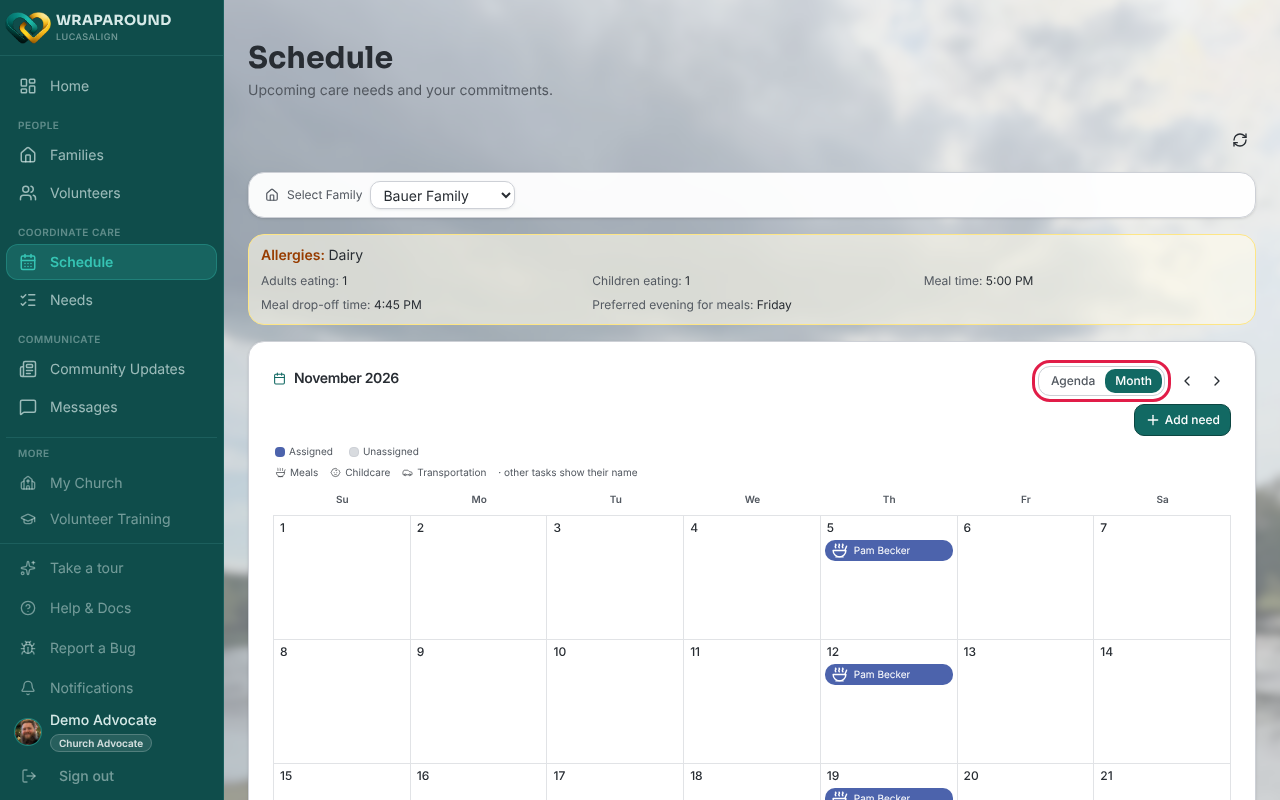 WRAPAROUND
LUCASALIGN
Home
PEOPLE
Families
Volunteers
COORDINATE CARE
Schedule
Needs
COMMUNICATE
Community Updates
Messages
MORE
My Church
Volunteer Training
Take a tour
Help & Docs
Report a Bug
Notifications
Demo Advocate
Church Advocate
Sign out
Schedule
Upcoming care needs and your commitments.
Select Family Bauer Family
Allergies: Dairy
Adults eating: 1 Children eating: 1 Meal time: 5:00 PM
Meal drop-off time: 4:45 PM Preferred evening for meals: Friday
November 2026 Agenda Month
+ Add need
Assigned Unassigned
Meals Childcare Transportation · other tasks show their name
Su Mo Tu We Th Fr Sa
1 2 3 4 5 6 7
Pam Becker
8 9 10 11 12 13 14
Pam Becker
15 16 17 18 19 20 21
Pam Becker